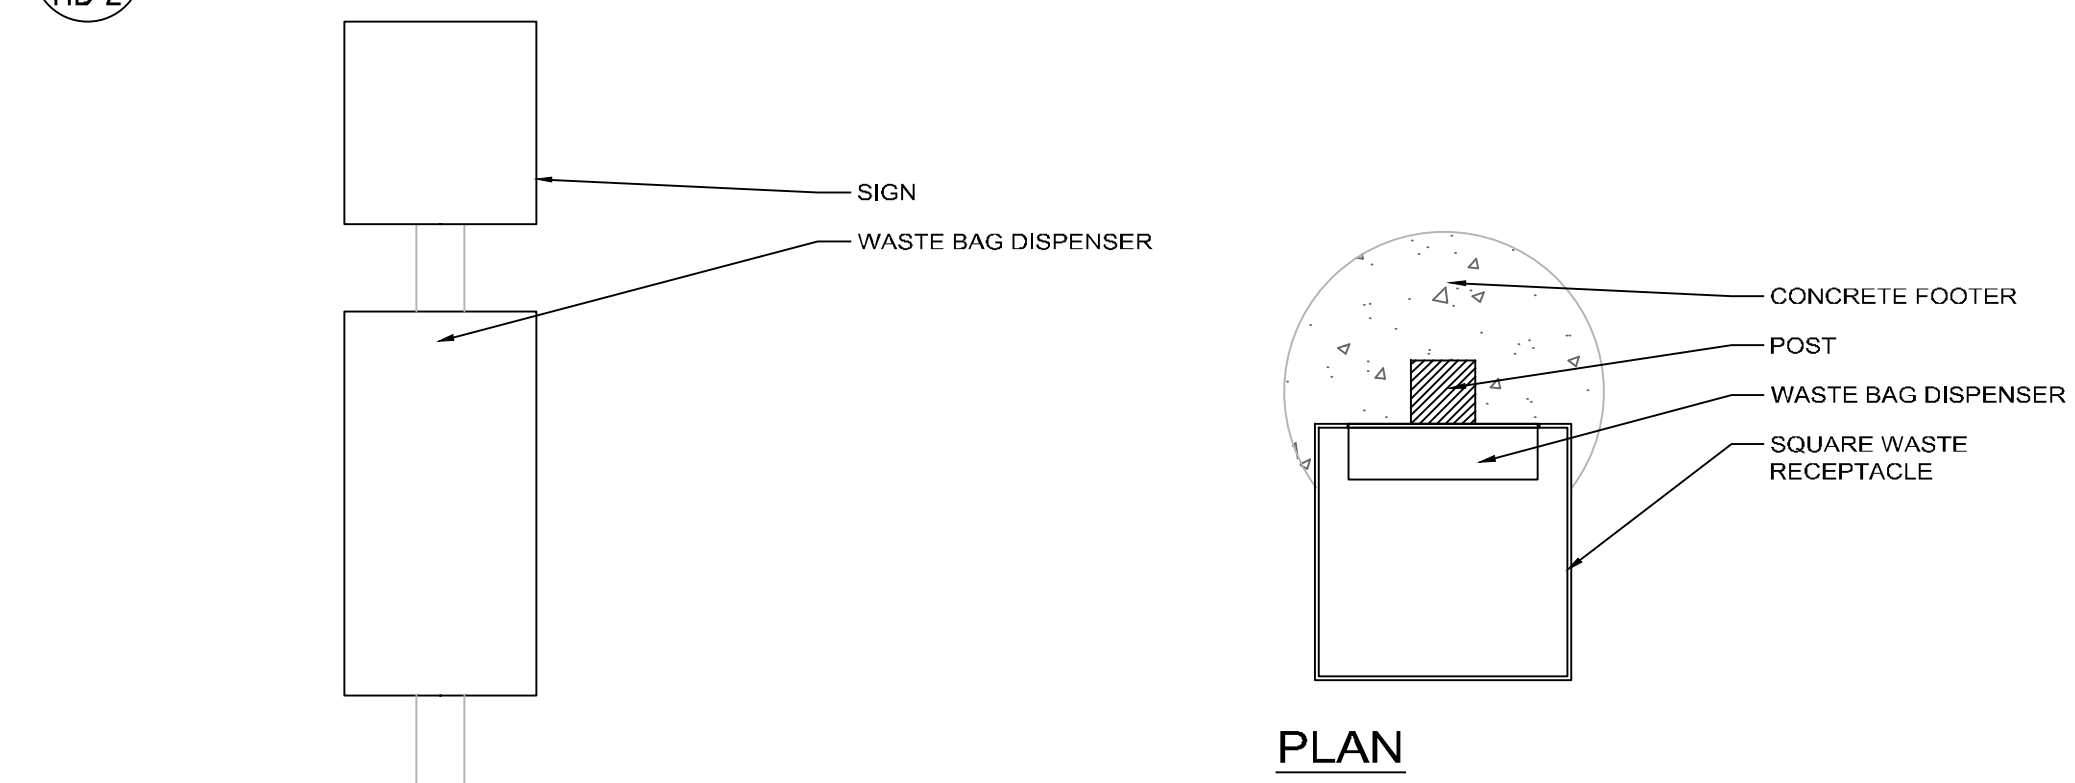 SIGN
WASTE BAG DISPENSER
CONCRETE FOOTER
POST
WASTE BAG DISPENSER
SQUARE WASTE
RECEPTACLE
PLAN